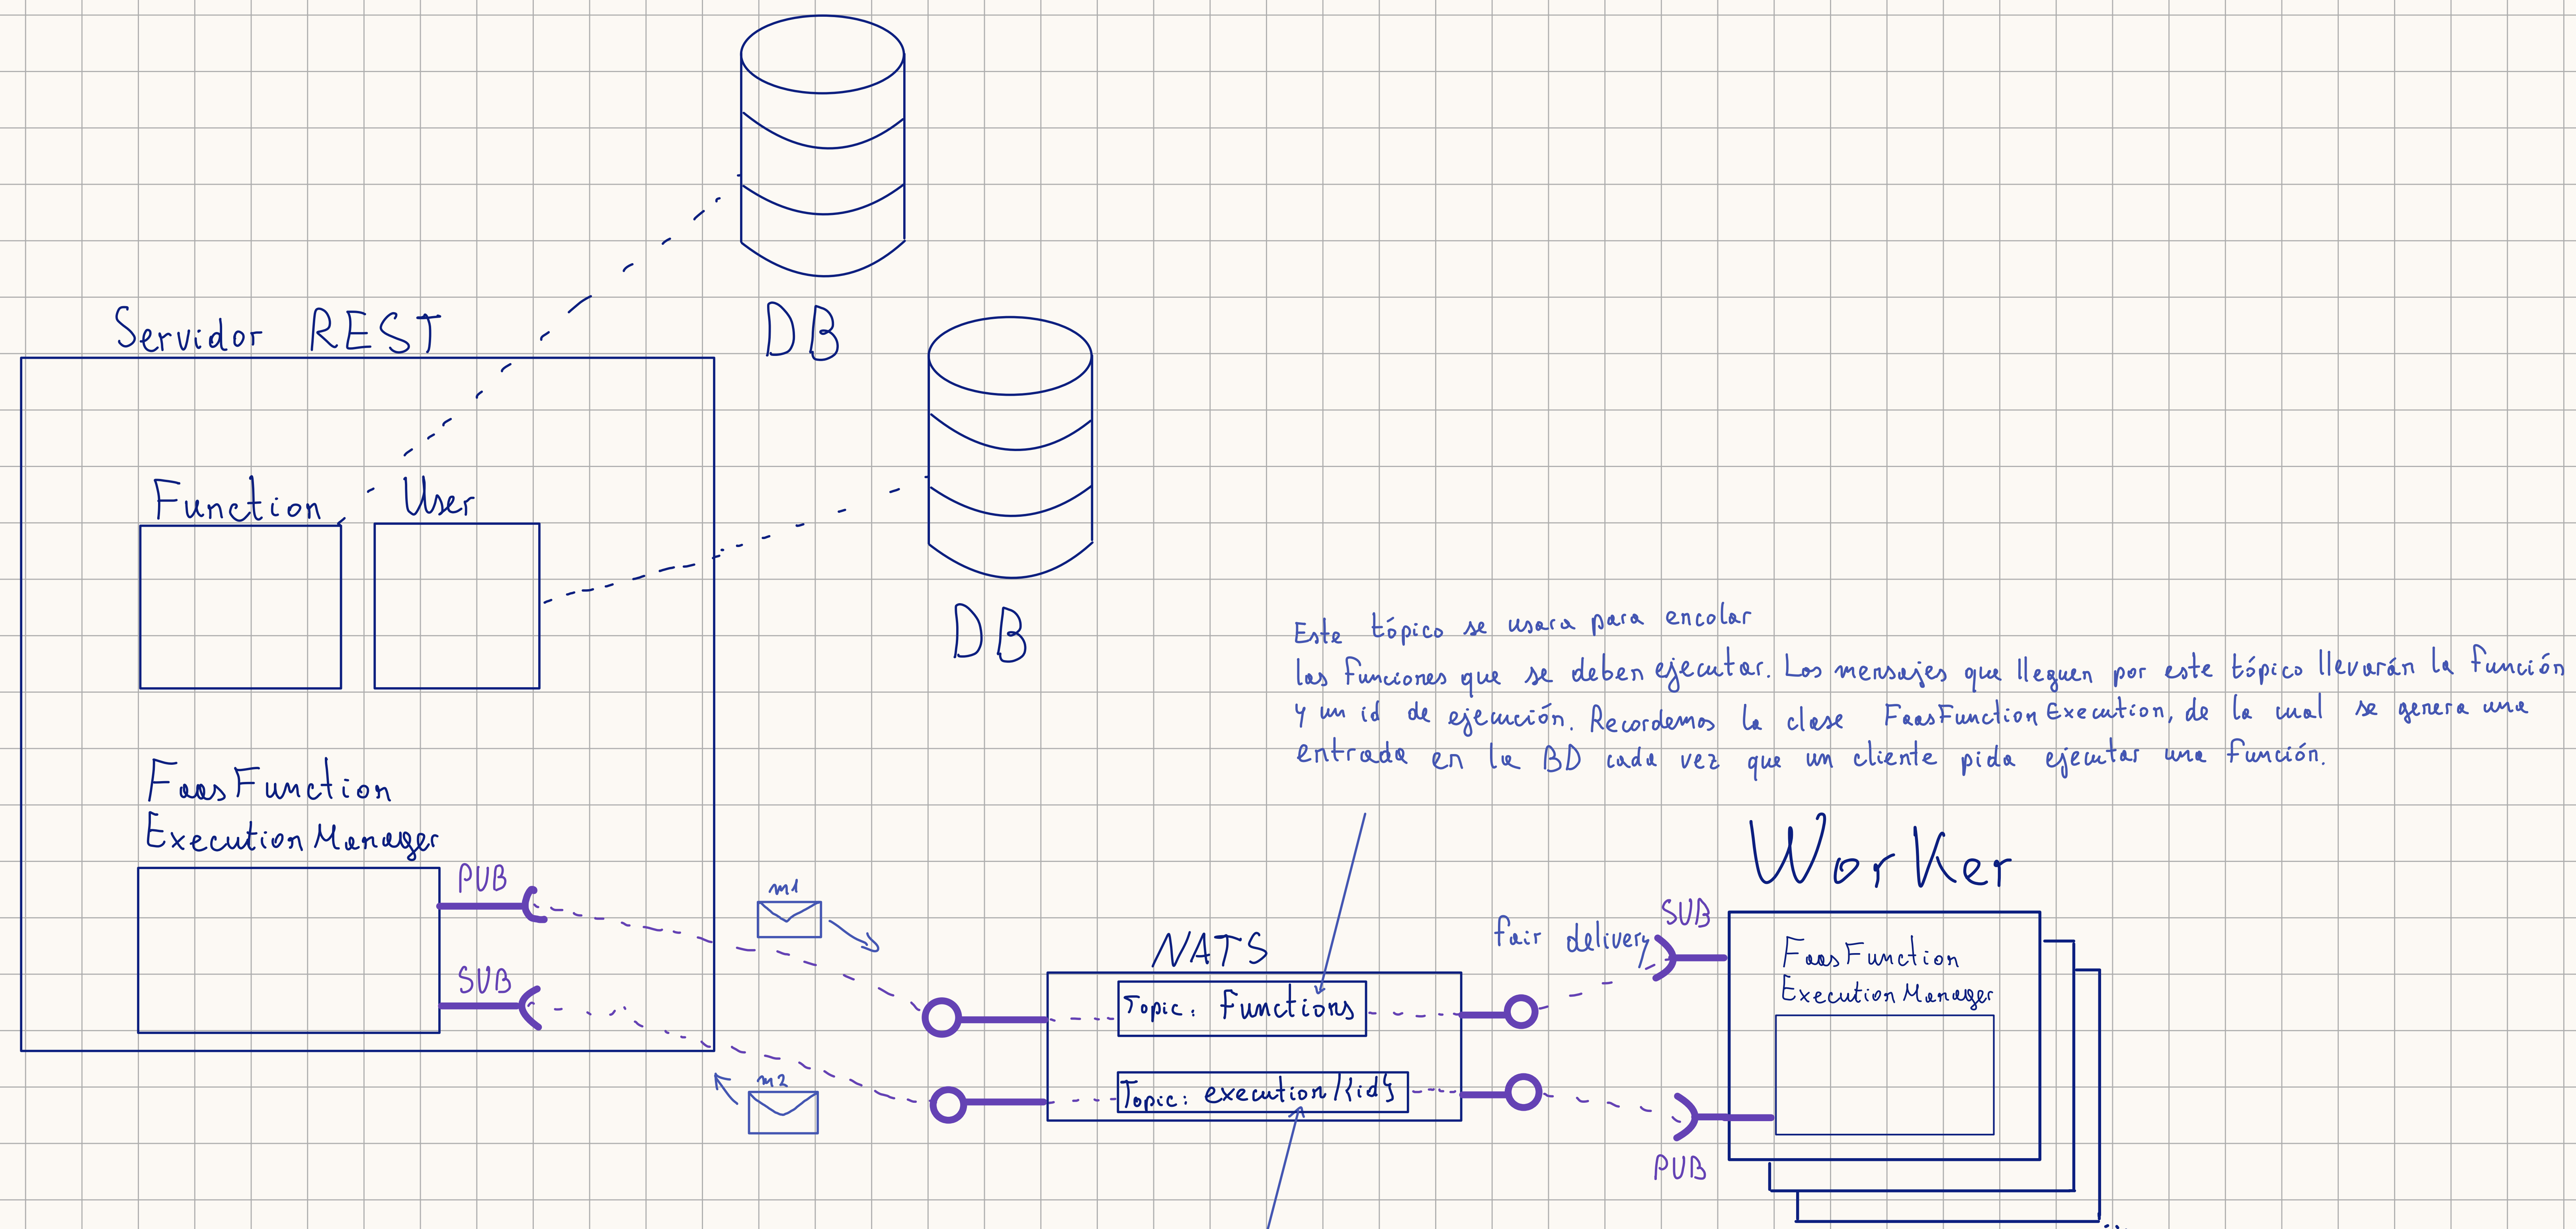 DB
Servidor REST
DB
Function
User
Este tópico se usara para encolar
las funciones que se deben ejecutar. Los mensajes que lleguen por este tópico llevarán la función
y un id de ejecución. Recordemos la clase FaasFunctionExecution, de la cual se genera una
entrada en la BD cada vez que un cliente pida ejecutar una función.
FaasFunction
ExecutionManager
PUB
SUB
m1
m2
NATS
Topic: Functions
Topic: execution/{id}
fair delivery
Worker
SUB
FaasFunction
ExecutionManager
PUB